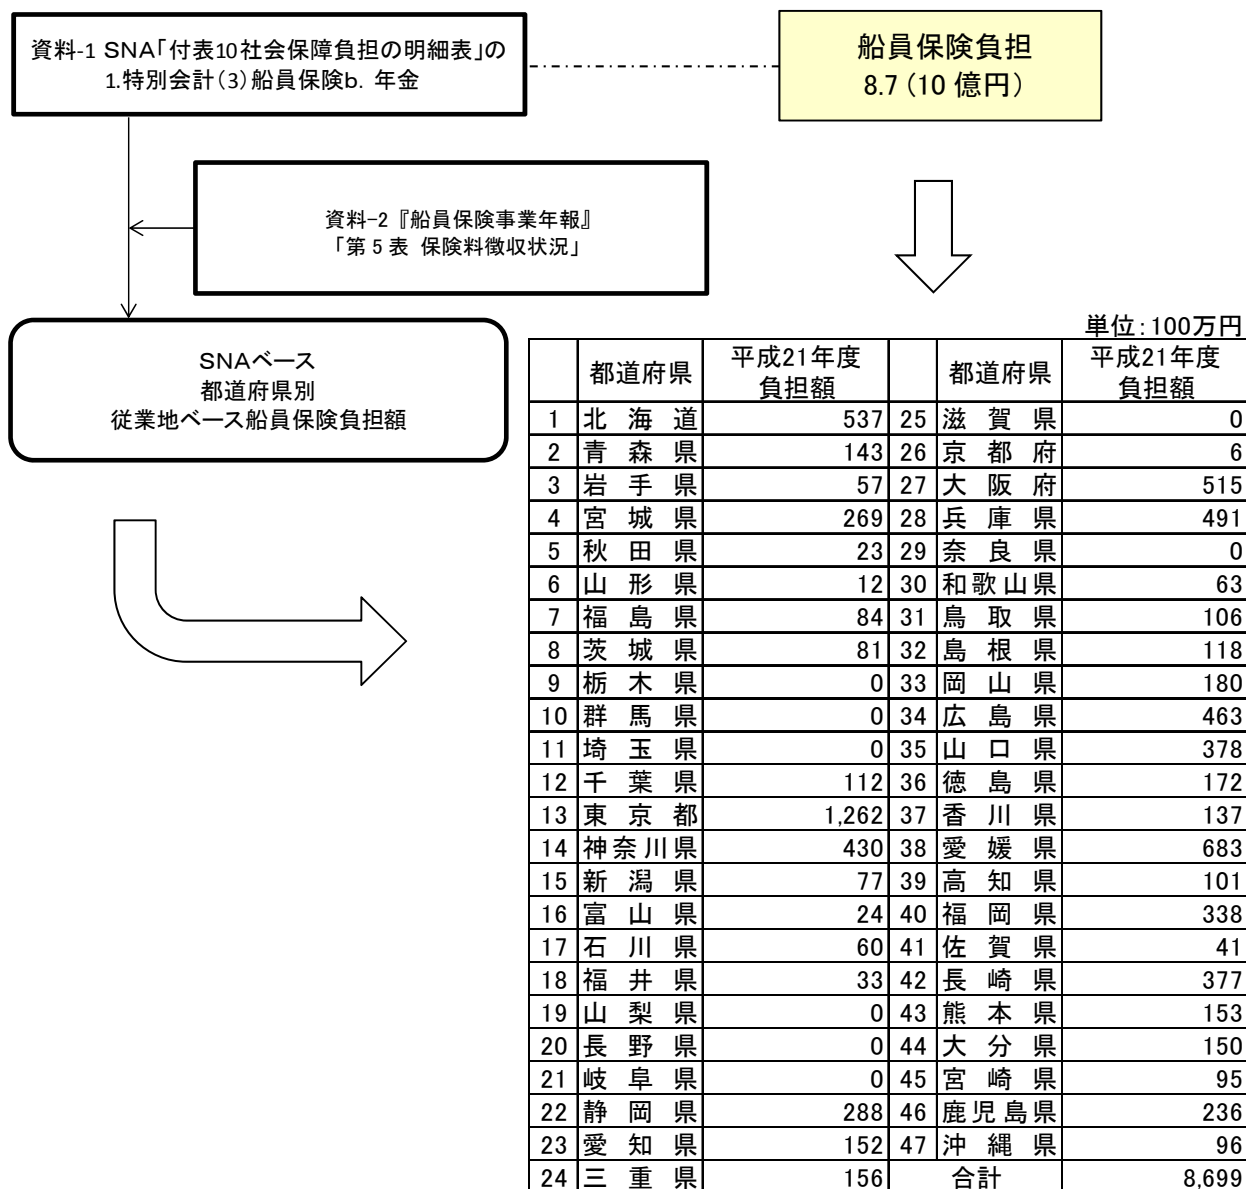 資料-1 SNA「付表10社会保障負担の明細表」の
1.特別会計（3）船員保険b. 年金
船員保険負担
8.7（10 億円）
資料-2『船員保険事業年報』
「第 5 表 保険料徴収状況」
SNAベース
都道府県別
従業地ベース船員保険負担額
単位：100万円
都道府県 平成21年度負担額 都道府県 平成21年度負担額
1 北海道 537 25 滋賀県 0
2 青森県 143 26 京都府 6
3 岩手県 57 27 大阪府 515
4 宮城県 269 28 兵庫県 491
5 秋田県 23 29 奈良県 0
6 山形県 12 30 和歌山県 63
7 福島県 84 31 鳥取県 106
8 茨城県 81 32 島根県 118
9 栃木県 0 33 岡山県 180
10 群馬県 0 34 広島県 463
11 埼玉県 0 35 山口県 378
12 千葉県 112 36 徳島県 172
13 東京都 1,262 37 香川県 137
14 神奈川県 430 38 愛媛県 683
15 新潟県 77 39 高知県 101
16 富山県 24 40 福岡県 338
17 石川県 60 41 佐賀県 41
18 福井県 33 42 長崎県 377
19 山梨県 0 43 熊本県 153
20 長野県 0 44 大分県 150
21 岐阜県 0 45 宮崎県 95
22 静岡県 288 46 鹿児島県 236
23 愛知県 152 47 沖縄県 96
24 三重県 156 合計 8,699